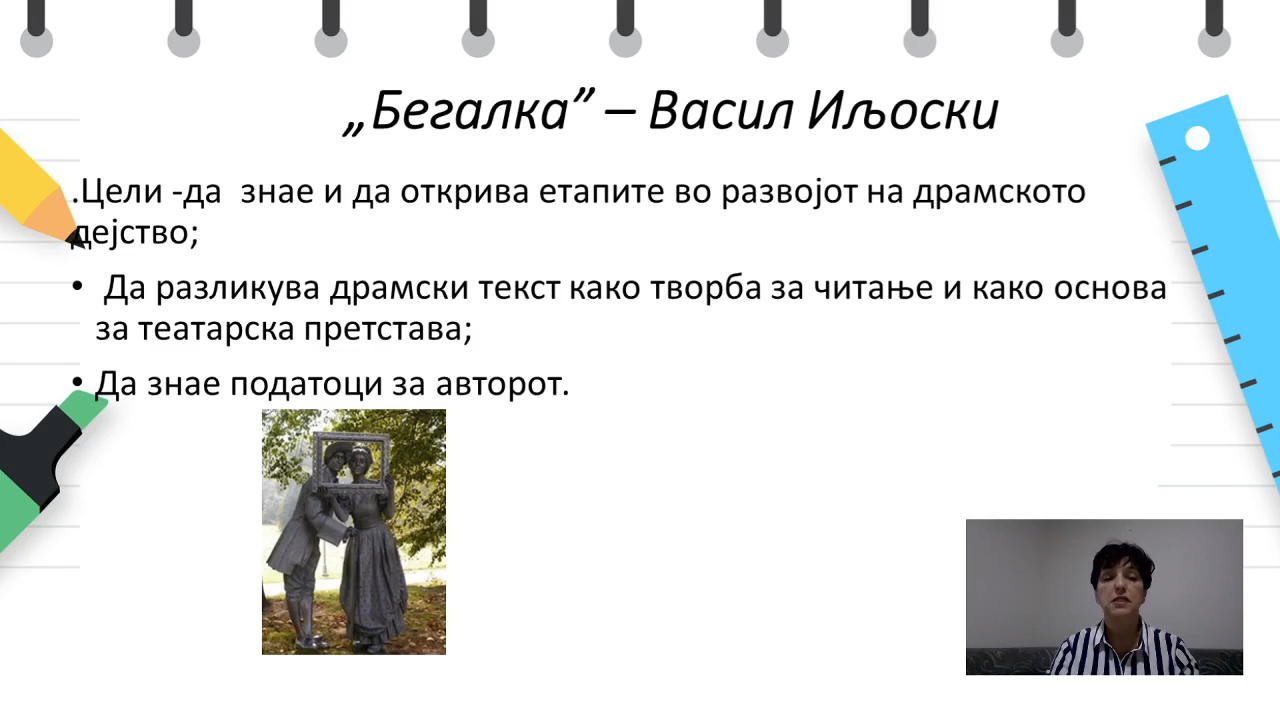 „Бегалка” – Васил Иљоски
.Цели -да  знае и да открива етапите во развојот на драмското
дејство;
• Да разликува драмски текст како творба за читање и како основа
за театарска претстава;
• Да знае податоци за авторот.